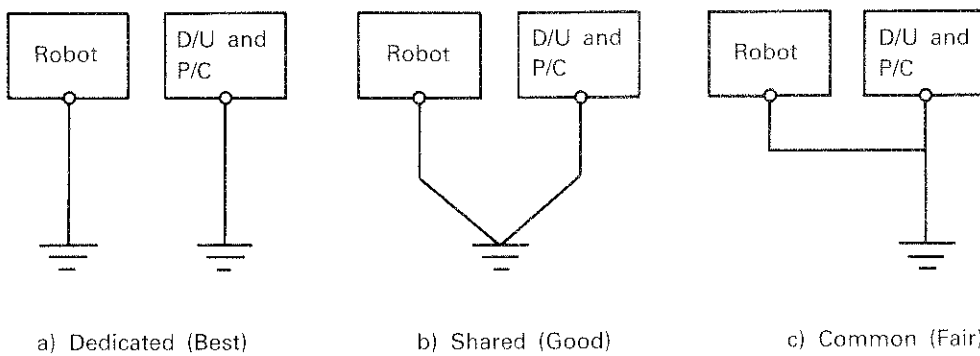 Robot
D/U and
P/C
Robot
D/U and
P/C
Robot
D/U and
P/C
a) Dedicated (Best)
b) Shared (Good)
c) Common (Fair)